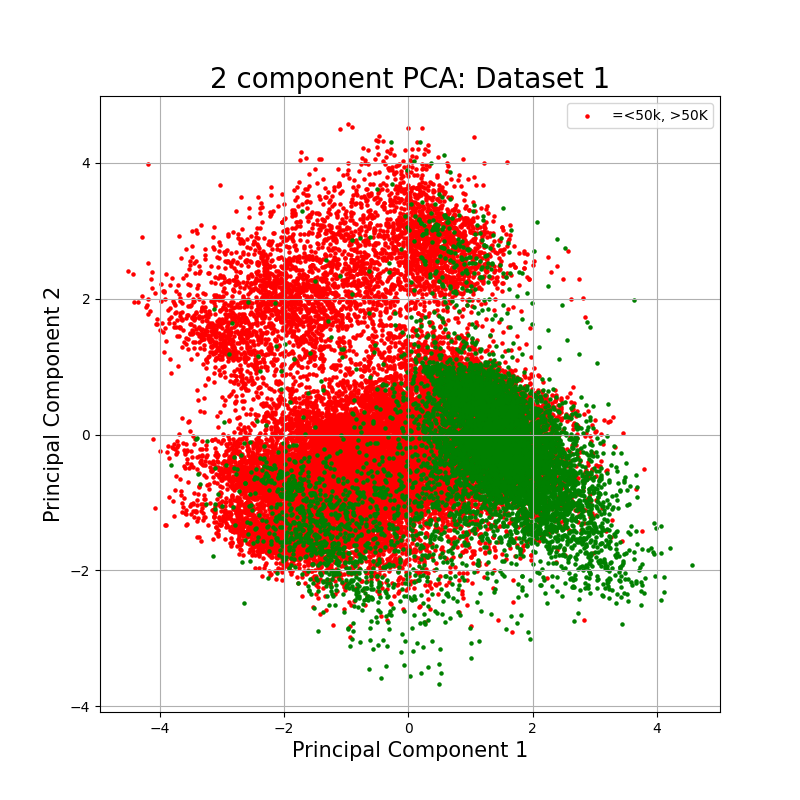 2 component PCA: Dataset 1
=<50k, >50K
4
2
0
−2
−4
Principal Component 2
−4
−2
0
2
4
Principal Component 1